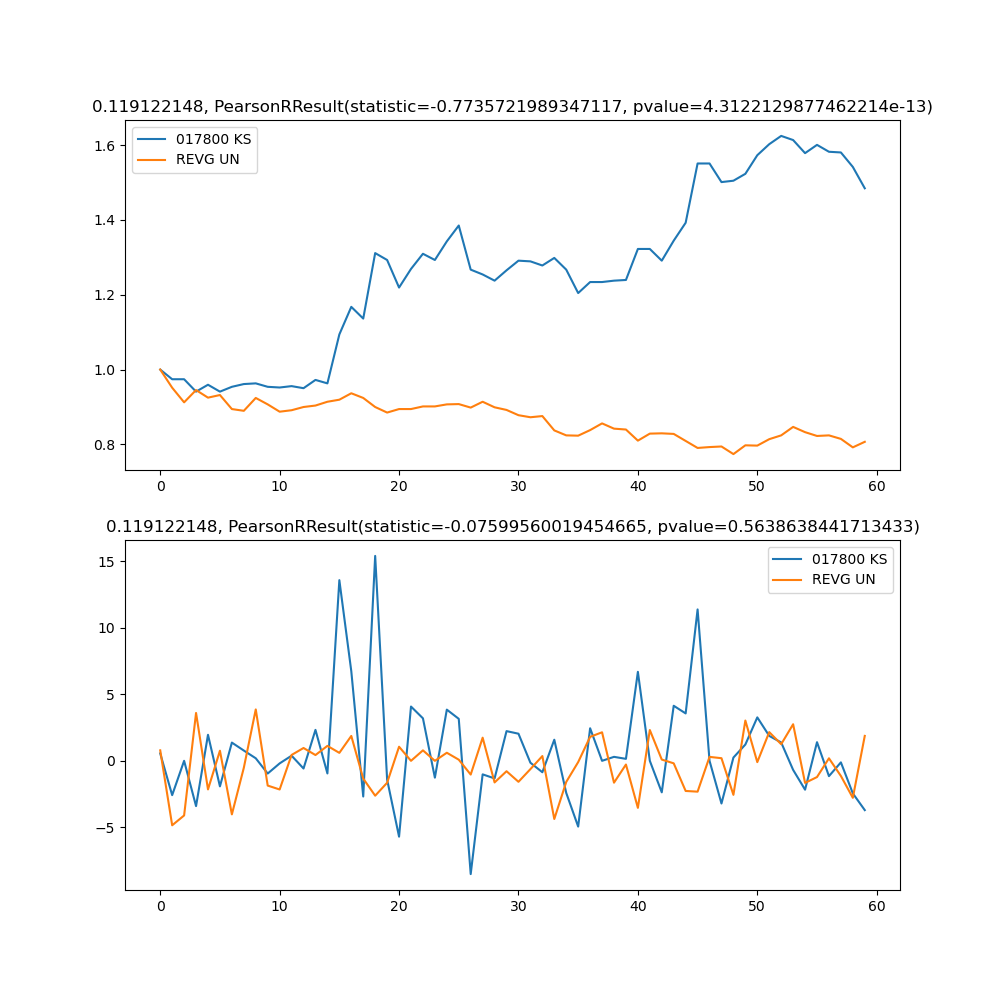 0.119122148, PearsonRResult(statistic=-0.7735721989347117, pvalue=4.3122129877462214e-13)
017800 KS
REVG UN
1.6
1.4
1.2
1.0
0.8
0 10 20 30 40 50 60
0.119122148, PearsonRResult(statistic=-0.07599560019454665, pvalue=0.5638638441713433)
017800 KS
REVG UN
15
10
5
0
−5
0 10 20 30 40 50 60